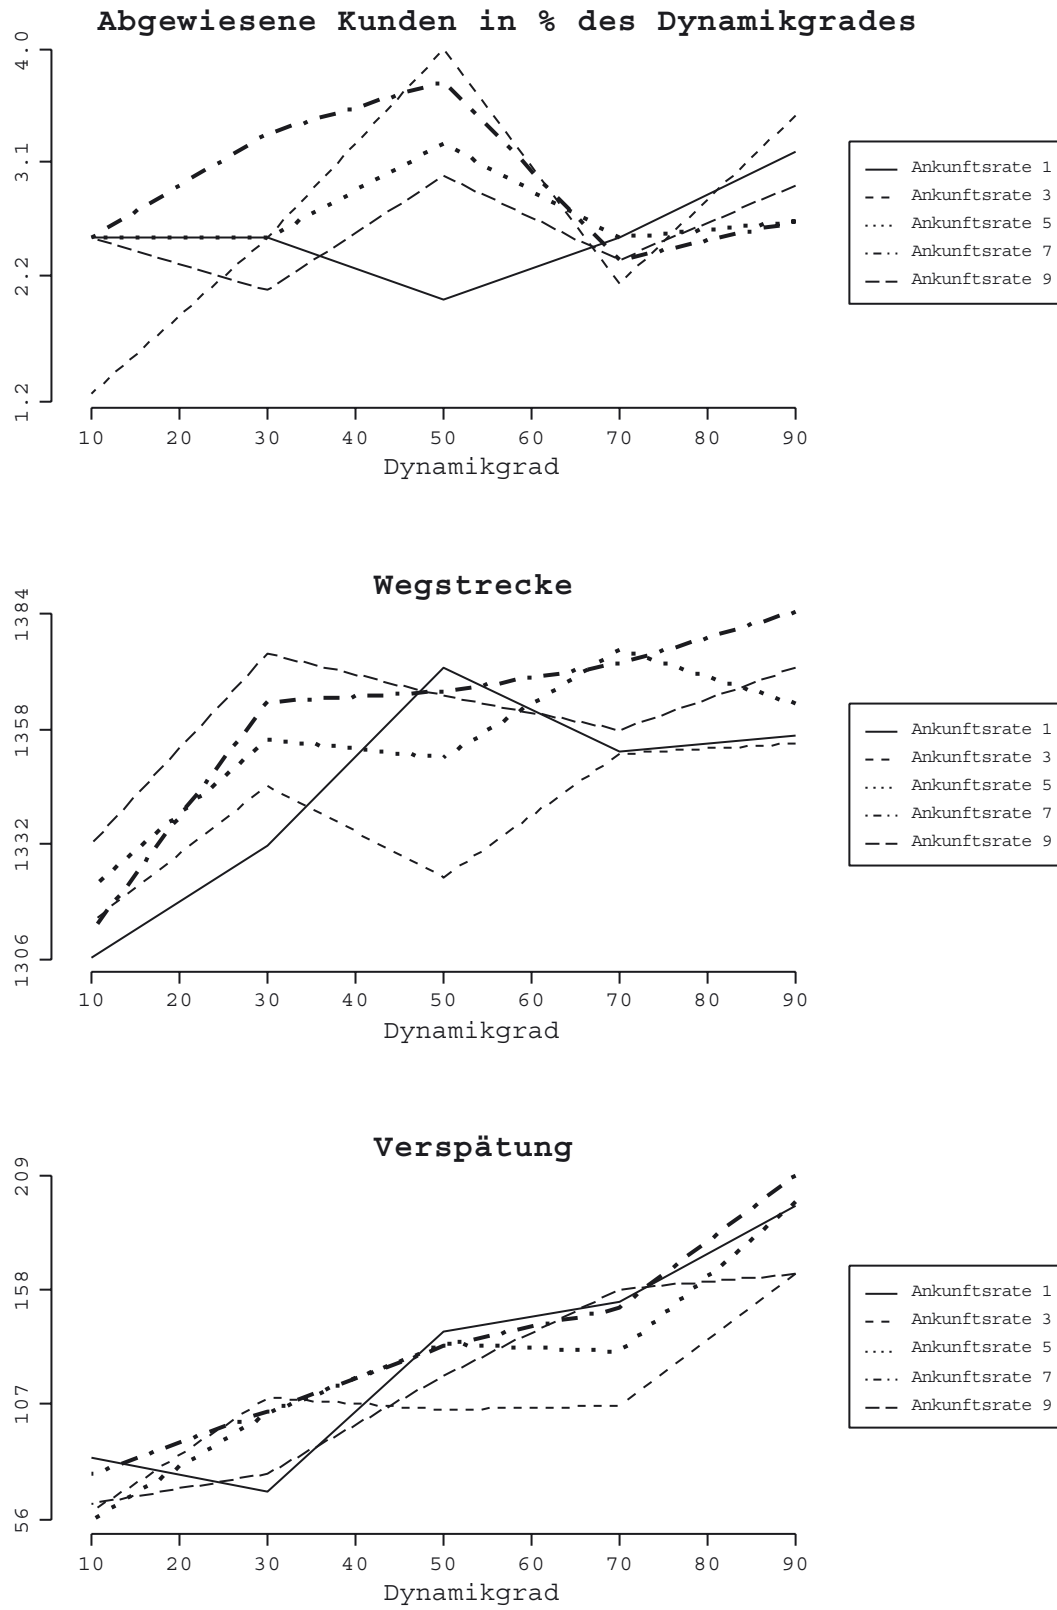 Abgewiesene Kunden in % des Dynamikgrades
4.0
3.1
2.2
1.2
10 20 30 40 50 60 70 80 90
Dynamikgrad
Ankunftsrate 1
Ankunftsrate 3
Ankunftsrate 5
Ankunftsrate 7
Ankunftsrate 9
Wegstrecke
1384
1358
1332
1306
10 20 30 40 50 60 70 80 90
Dynamikgrad
Ankunftsrate 1
Ankunftsrate 3
Ankunftsrate 5
Ankunftsrate 7
Ankunftsrate 9
Verspätung
209
158
107
56
10 20 30 40 50 60 70 80 90
Dynamikgrad
Ankunftsrate 1
Ankunftsrate 3
Ankunftsrate 5
Ankunftsrate 7
Ankunftsrate 9